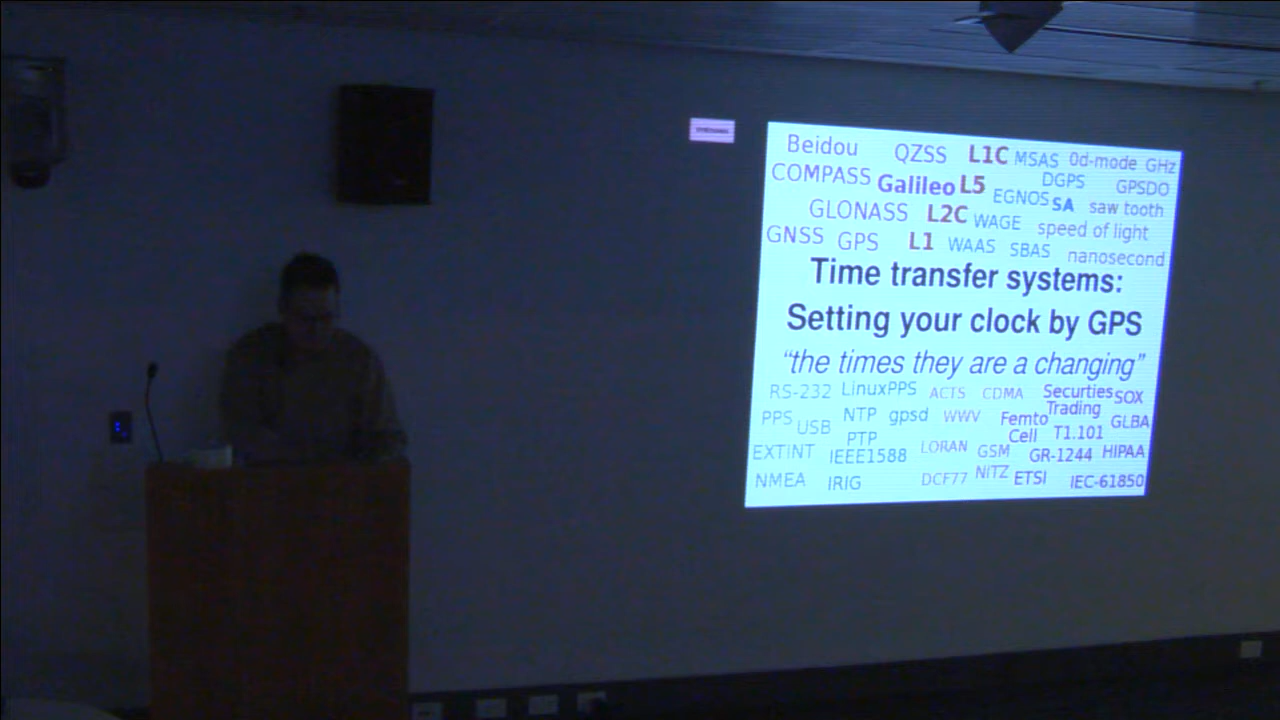 Beidou QZSS L1C MSAS 0d-mode GHz
COMPASS Galileo L5 DGPS GPSDO
EGNOS SA saw tooth
GLONASS L2C WAGE speed of light
GNSS GPS L1 WAAS SBAS nanosecond
Time transfer systems:
Setting your clock by GPS
“the times they are a changing”
RS-232 LinuxPPS ACTS CDMA Securties SOX
PPS USB NTP gpsd WWV Femto Trading GLBA
PTP Cell T1.101
EXTINT IEEE1588 LORAN GSM GR-1244 HIPAA
NMEA IRIG DCF77 NITZ ETSI IEC-61850